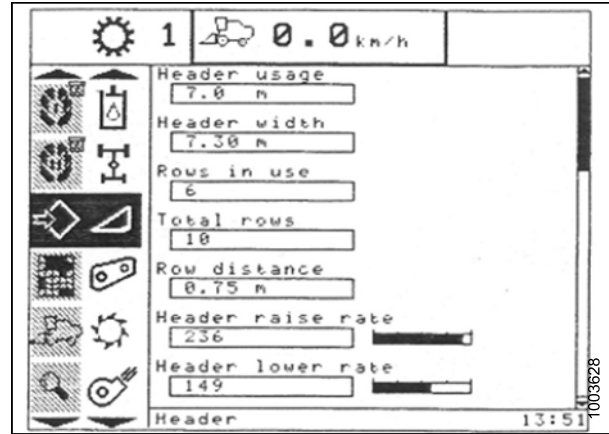 1 0.0 km/h
Header usage
7.0 m
Header width
7.30 m
Rows in use
6
Total rows
10
Row distance
0.75 m
Header raise rate
236
Header lower rate
149
Header 13:51
1003628